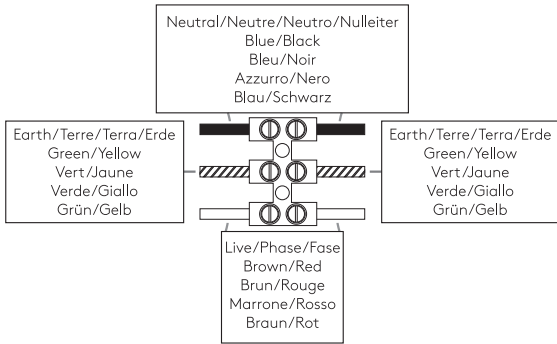 Neutral/Neutre/Neutro/Nulleiter
Blue/Black
Bleu/Noir
Azzurro/Nero
Blau/Schwarz
Earth/Terre/Terra/Erde
Green/Yellow
Vert/Jaune
Verde/Giallo
Grün/Gelb
Earth/Terre/Terra/Erde
Green/Yellow
Vert/Jaune
Verde/Giallo
Grün/Gelb
Live/Phase/Fase
Brown/Red
Brun/Rouge
Marrone/Rosso
Braun/Rot